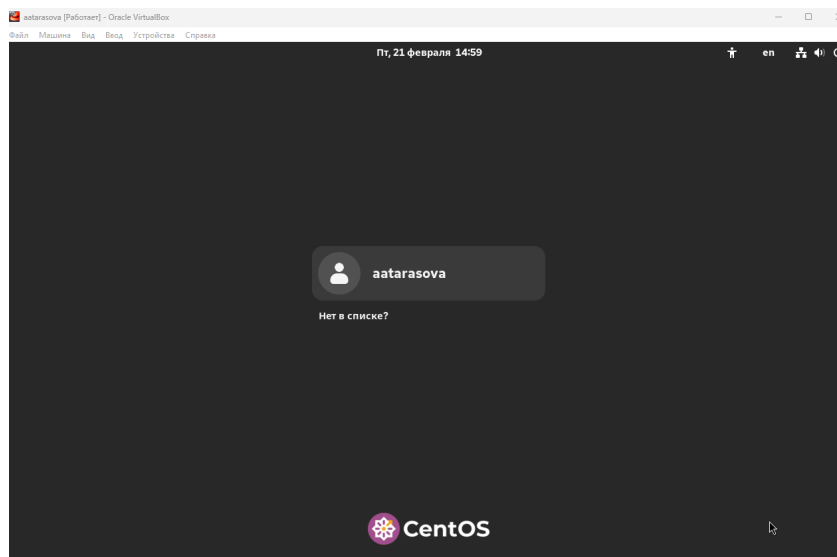 aatarasova [Работает] - Oracle VirtualBox
Файл Машина Вид Ввод Устройства Справка
Пт, 21 февраля 14:59 en
aatarasova
Нет в списке?
CentOS